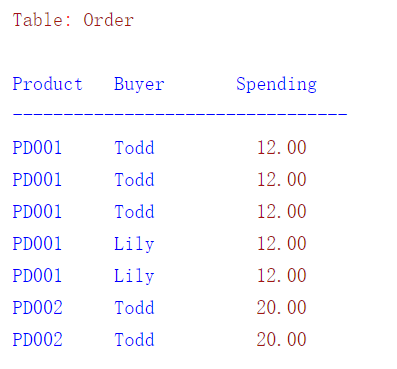 Table: Order
Product Buyer Spending
---------------------------------
PD001 Todd 12.00
PD001 Todd 12.00
PD001 Todd 12.00
PD001 Lily 12.00
PD001 Lily 12.00
PD002 Todd 20.00
PD002 Todd 20.00